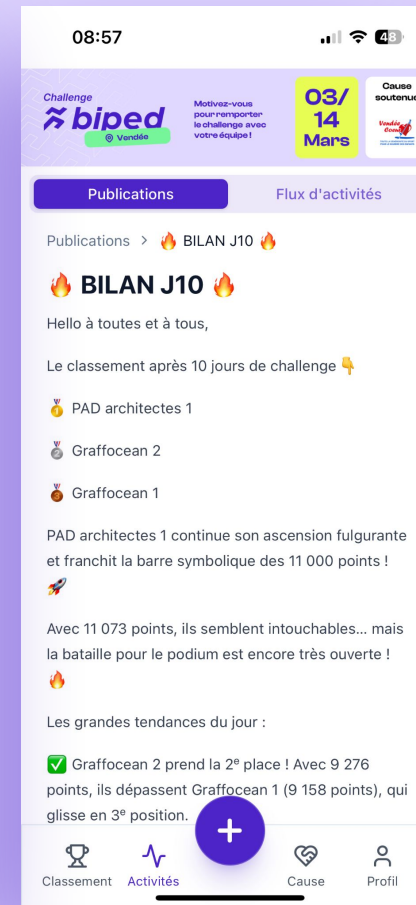 08:57
48
Challenge
biped
Vendée
Motivez-vous
pour remporter
le challenge avec
votre équipe !
03/
14
Mars
Cause
soutenue
Publications
Flux d'activités
Publications > 🔥 BILAN J10 🔥
🔥 BILAN J10 🔥
Hello à toutes et à tous,
Le classement après 10 jours de challenge 👇
🥇 PAD architectes 1
🥈 Graffocean 2
🥉 Graffocean 1
PAD architectes 1 continue son ascension fulgurante
et franchit la barre symbolique des 11 000 points !
🚀
Avec 11 073 points, ils semblent intouchables... mais
la bataille pour le podium est encore très ouverte !
🔥
Les grandes tendances du jour :
✅ Graffocean 2 prend la 2ᵉ place ! Avec 9 276
points, ils dépassent Graffocean 1 (9 158 points), qui
glisse en 3ᵉ position.
Classement
Activités
Cause
Profil